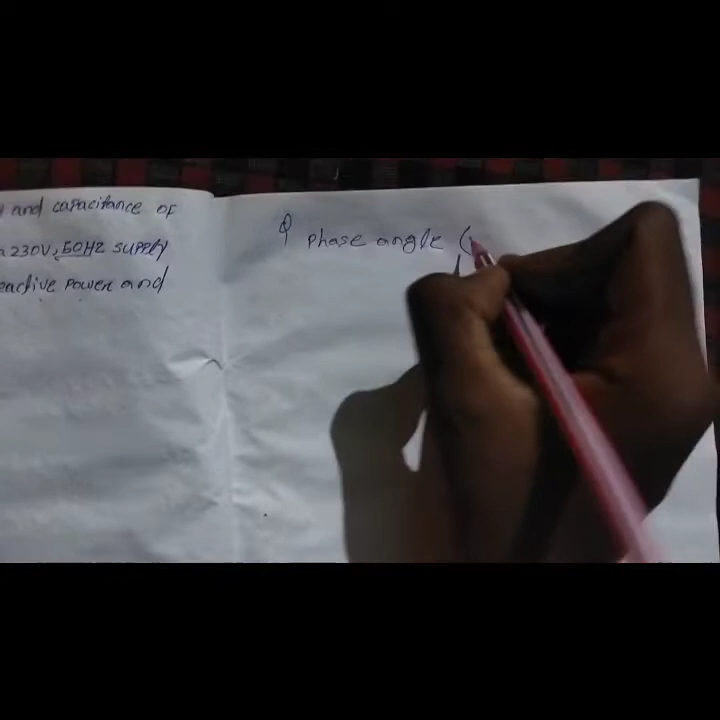 and capacitance of
230V, 50HZ supply
eactive power and
φ phase angle (